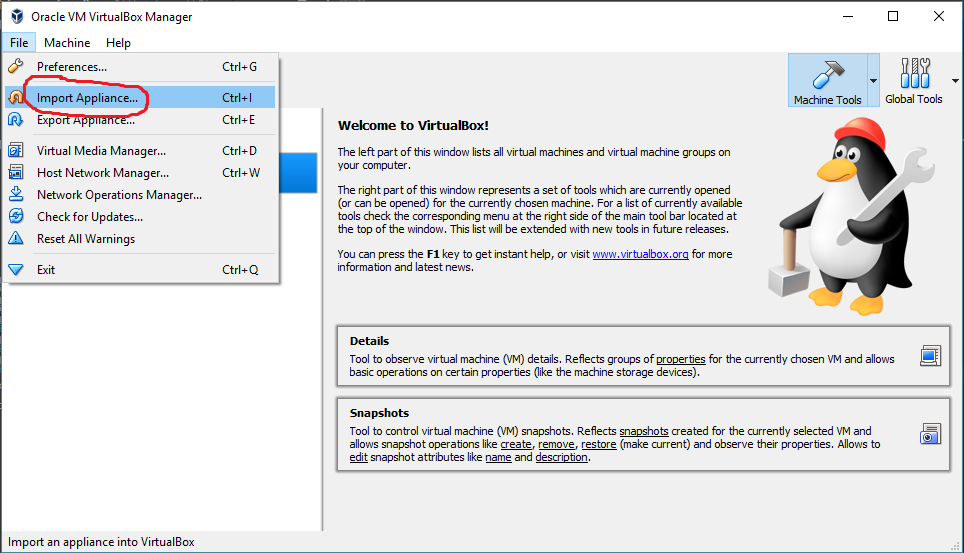 Oracle VM VirtualBox Manager
File Machine Help
Preferences... Ctrl+G
Import Appliance... Ctrl+I
Export Appliance... Ctrl+E
Virtual Media Manager... Ctrl+D
Host Network Manager... Ctrl+W
Network Operations Manager...
Check for Updates...
Reset All Warnings
Exit Ctrl+Q
Machine Tools
Global Tools
Welcome to VirtualBox!
The left part of this window lists all virtual machines and virtual machine groups on
your computer.
The right part of this window represents a set of tools which are currently opened
(or can be opened) for the currently chosen machine. For a list of currently available
tools check the corresponding menu at the right side of the main tool bar located at
the top of the window. This list will be extended with new tools in future releases.
You can press the F1 key to get instant help, or visit www.virtualbox.org for more
information and latest news.
Details
Tool to observe virtual machine (VM) details. Reflects groups of properties for the currently chosen VM and allows
basic operations on certain properties (like the machine storage devices).
Snapshots
Tool to control virtual machine (VM) snapshots. Reflects snapshots created for the currently selected VM and
allows snapshot operations like create, remove, restore (make current) and observe their properties. Allows to
edit snapshot attributes like name and description.
Import an appliance into VirtualBox